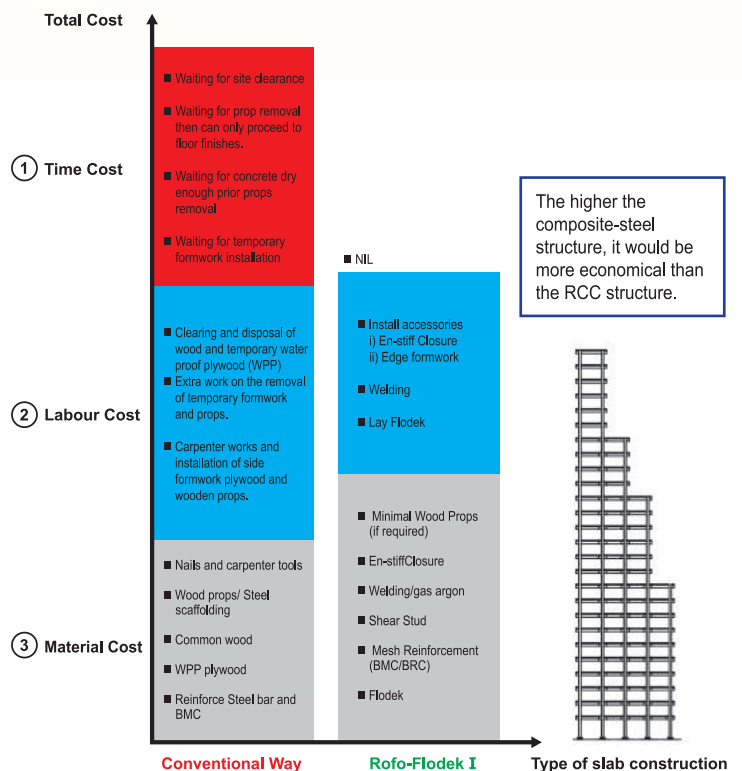 Total Cost
■ Waiting for site clearance
■ Waiting for prop removal
then can only proceed to
floor finishes.
① Time Cost
■ Waiting for concrete dry
enough prior props
removal
■ Waiting for temporary
formwork installation
■ NIL
The higher the
composite-steel
structure, it would be
more economical than
the RCC structure.
② Labour Cost
■ Clearing and disposal of
wood and temporary water
proof plywood (WPP)
■ Extra work on the removal
of temporary formwork
and props.
■ Carpenter works and
installation of side
formwork plywood and
wooden props.
■ Install accessories
i) En-stiff Closure
ii) Edge formwork
■ Welding
■ Lay Flodek
③ Material Cost
■ Nails and carpenter tools
■ Wood props/ Steel
scaffolding
■ Common wood
■ WPP plywood
■ Reinforce Steel bar and
BMC
■ Minimal Wood Props
(if required)
■ En-stiffClosure
■ Welding/gas argon
■ Shear Stud
■ Mesh Reinforcement
(BMC/BRC)
■ Flodek
Conventional Way
Rofo-Flodek I
Type of slab construction